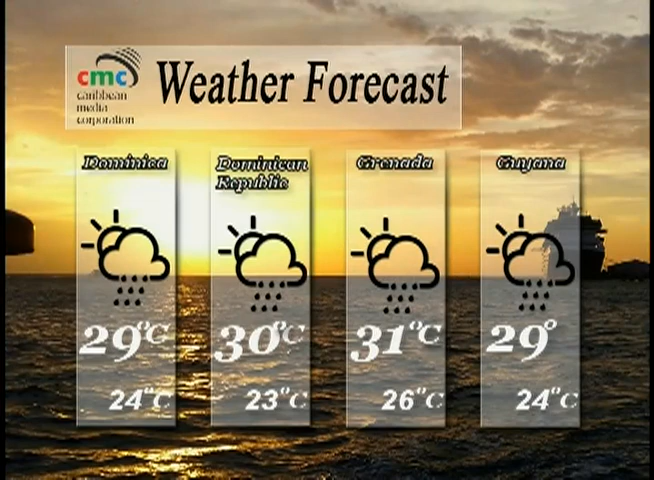 cmc
caribbean
media
corporation
Weather Forecast
Dominica
Dominican
Republic
Grenada
Guyana
29°C
30°C
31°C
29°
24°C
23°C
26°C
24°C